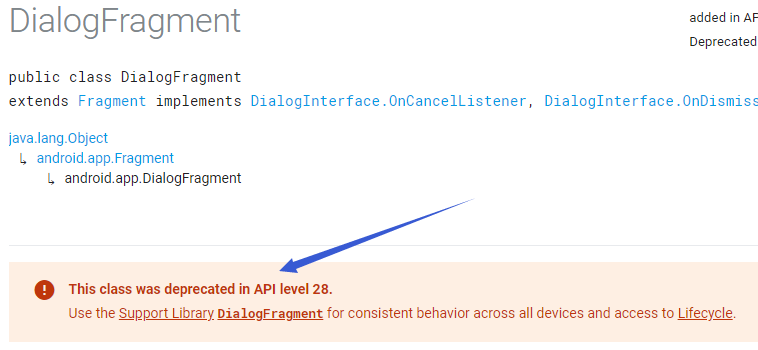 DialogFragment
added in AP
Deprecated
public class DialogFragment
extends Fragment implements DialogInterface.OnCancelListener, DialogInterface.OnDismiss
java.lang.Object
↳ android.app.Fragment
↳ android.app.DialogFragment
This class was deprecated in API level 28.
Use the Support Library DialogFragment for consistent behavior across all devices and access to Lifecycle.